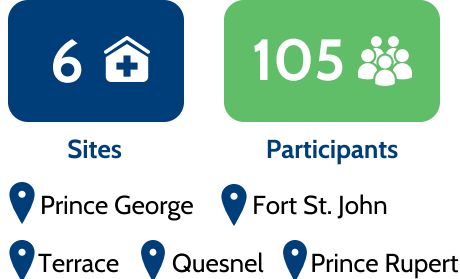 6 105
Sites Participants
Prince George Fort St. John
Terrace Quesnel Prince Rupert